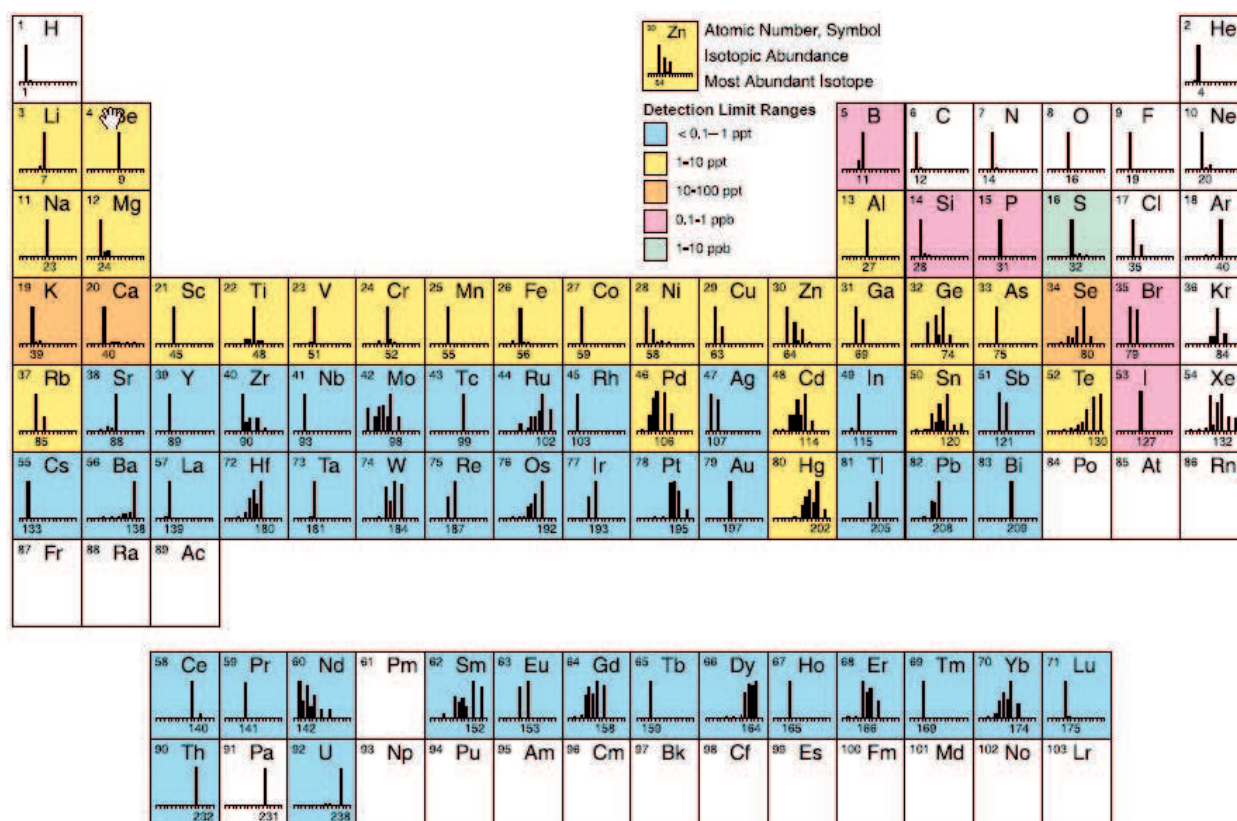 1 H
1
30 Zn
64
Atomic Number, Symbol
Isotopic Abundance
Most Abundant Isotope
2 He
4
Detection Limit Ranges
< 0.1–1 ppt
1-10 ppt
10-100 ppt
0.1-1 ppb
1-10 ppb
3 Li 4 5 B 6 C 7 N 8 O 9 F 10 Ne
7 9 11 12 14 16 19 20
11 Na 12 Mg 13 Al 14 Si 15 P 16 S 17 Cl 18 Ar
23 24 27 28 31 32 35 40
19 K 20 Ca 21 Sc 22 Ti 23 V 24 Cr 25 Mn 26 Fe 27 Co 28 Ni 29 Cu 30 Zn 31 Ga 32 Ge 33 As 34 Se 35 Br 36 Kr
39 40 45 48 51 52 55 56 59 58 63 64 69 74 75 80 79 84
37 Rb 38 Sr 39 Y 40 Zr 41 Nb 42 Mo 43 Tc 44 Ru 45 Rh 46 Pd 47 Ag 48 Cd 49 In 50 Sn 51 Sb 52 Te 53 I 54 Xe
85 88 89 90 93 98 99 102 103 106 107 114 115 120 121 130 127 132
55 Cs 56 Ba 57 La 72 Hf 73 Ta 74 W 75 Re 76 Os 77 Ir 78 Pt 79 Au 80 Hg 81 Tl 82 Pb 83 Bi 84 Po 85 At 86 Rn
133 138 139 180 181 184 187 192 193 195 197 202 205 208 209
87 Fr 88 Ra 89 Ac
58 Ce 59 Pr 60 Nd 61 Pm 62 Sm 63 Eu 64 Gd 65 Tb 66 Dy 67 Ho 68 Er 69 Tm 70 Yb 71 Lu
140 141 142 152 153 158 159 164 165 166 169 174 175
90 Th 91 Pa 92 U 93 Np 94 Pu 95 Am 96 Cm 97 Bk 98 Cf 99 Es 100 Fm 101 Md 102 No 103 Lr
232 231 238